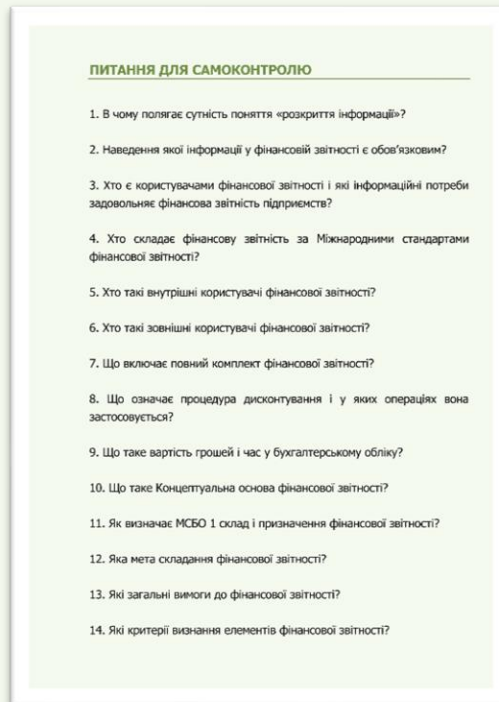 ПИТАННЯ ДЛЯ САМОКОНТРОЛЮ
1. В чому полягає сутність поняття «розкриття інформації»?
2. Наведення якої інформації у фінансовій звітності є обов’язковим?
3. Хто є користувачами фінансової звітності і які інформаційні потреби
задовольняє фінансова звітність підприємств?
4. Хто складає фінансову звітність за Міжнародними стандартами
фінансової звітності?
5. Хто такі внутрішні користувачі фінансової звітності?
6. Хто такі зовнішні користувачі фінансової звітності?
7. Що включає повний комплект фінансової звітності?
8. Що означає процедура дисконтування і у яких операціях вона
застосовується?
9. Що таке вартість грошей і час у бухгалтерському обліку?
10. Що таке Концептуальна основа фінансової звітності?
11. Як визначає МСБО 1 склад і призначення фінансової звітності?
12. Яка мета складання фінансової звітності?
13. Які загальні вимоги до фінансової звітності?
14. Які критерії визнання елементів фінансової звітності?